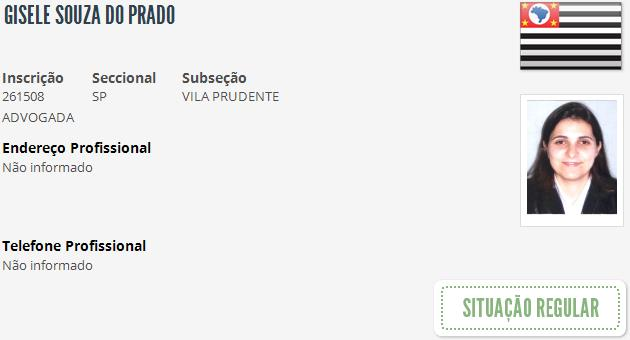 GISELE SOUZA DO PRADO
Inscrição Seccional Subseção
261508 SP VILA PRUDENTE
ADVOGADA
Endereço Profissional
Não informado
Telefone Profissional
Não informado
SITUAÇÃO REGULAR